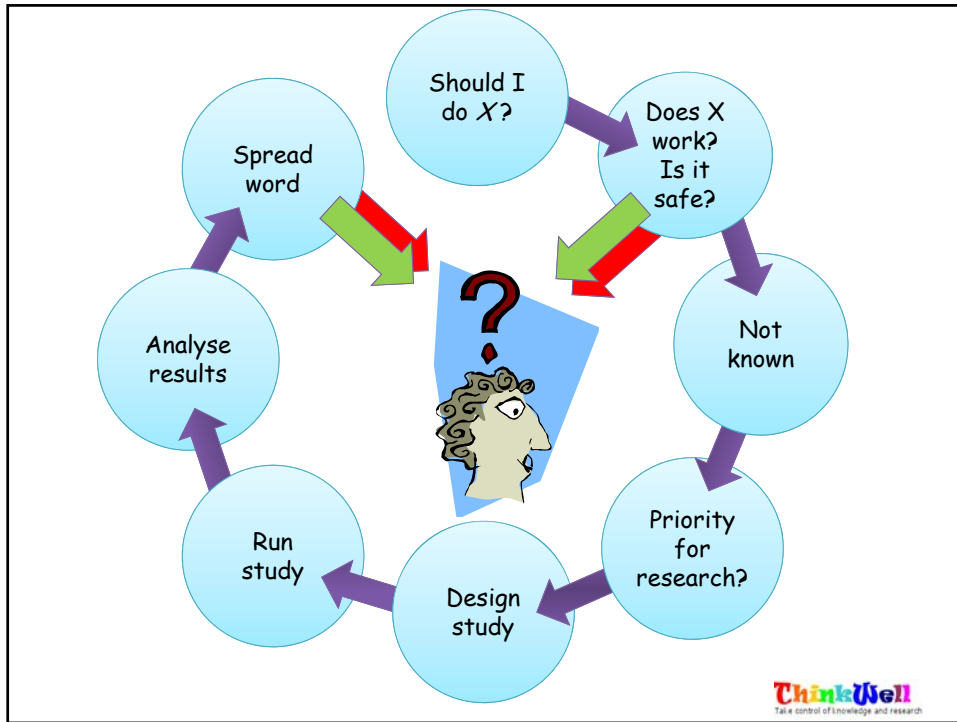 Should I
do X?
Does X
work?
Is it
safe?
Not
known
Priority
for
research?
Design
study
Run
study
Analyse
results
Spread
word
?
ThinkWell
Take control of knowledge and research